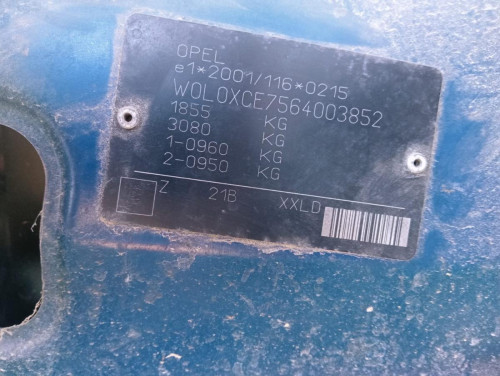 OPEL
e1*2001/116*0215
W0L0XCE7564003852
1855 KG
3080 KG
1-0960 KG
2-0950 KG
Z 21B XXLD